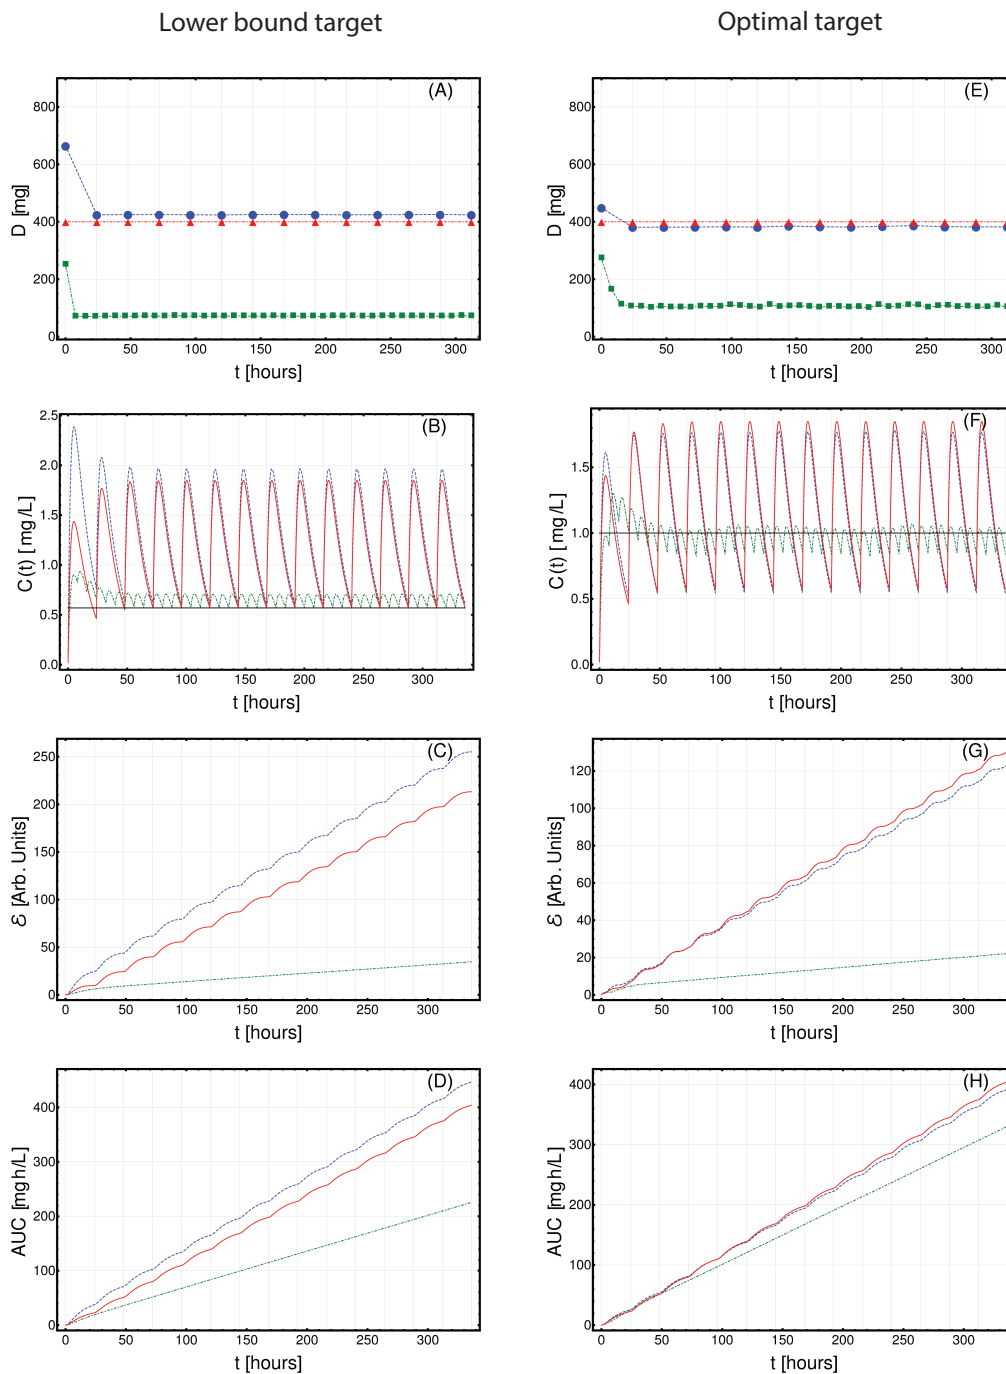 Lower bound target
Optimal target
(A)
800
600
400
200
0
D [mg]
0 50 100 150 200 250 300
t [hours]
(E)
800
600
400
200
0
D [mg]
0 50 100 150 200 250 300
t [hours]
(B)
2.5
2.0
1.5
1.0
0.5
0.0
C(t) [mg/L]
0 50 100 150 200 250 300
t [hours]
(F)
1.5
1.0
0.5
0.0
C(t) [mg/L]
0 50 100 150 200 250 300
t [hours]
(C)
250
200
150
100
50
0
ℰ [Arb. Units]
0 50 100 150 200 250 300
t [hours]
(G)
120
100
80
60
40
20
0
ℰ [Arb. Units]
0 50 100 150 200 250 300
t [hours]
(D)
400
300
200
100
0
AUC [mgh/L]
0 50 100 150 200 250 300
t [hours]
(H)
400
300
200
100
0
AUC [mgh/L]
0 50 100 150 200 250 300
t [hours]